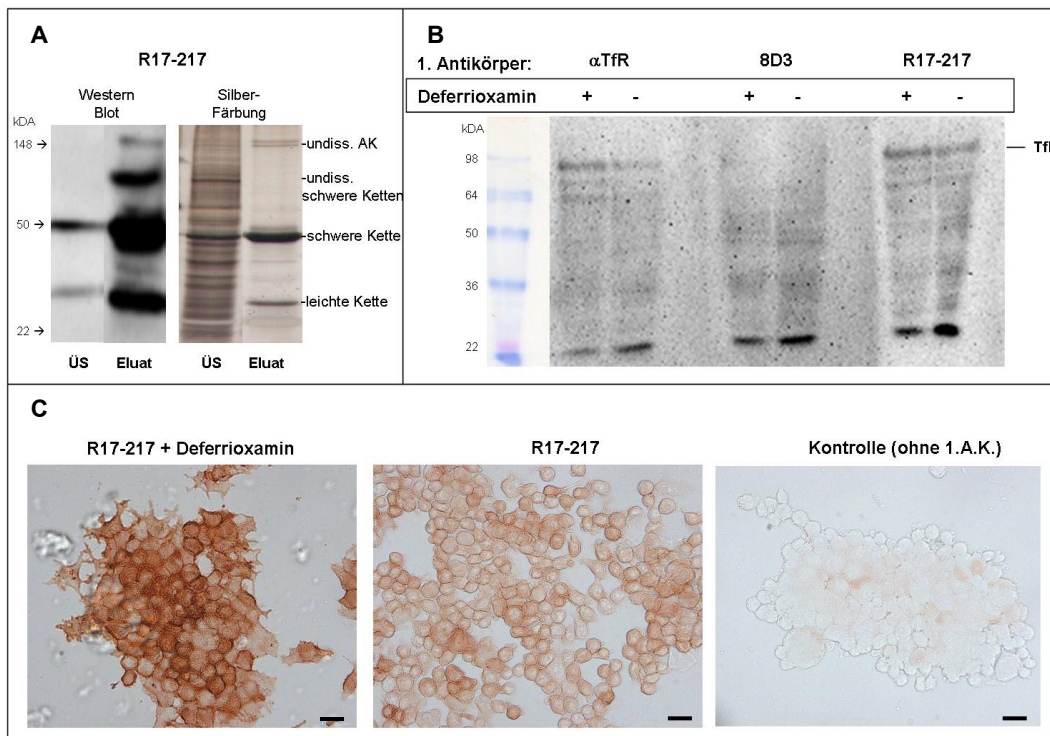 A
R17-217
Western
Blot
Silber-
Färbung
kDA
148 →
50 →
22 →
undiss. AK
undiss.
schwere Ketten
schwere Kette
leichte Kette
ÜS
Eluat
ÜS
Eluat
B
1. Antikörper:
αTfR
8D3
R17-217
Deferrioxamin
+
-
+
-
+
-
kDA
98
64
50
36
22
C
R17-217 + Deferrioxamin
R17-217
Kontrolle (ohne 1.A.K.)